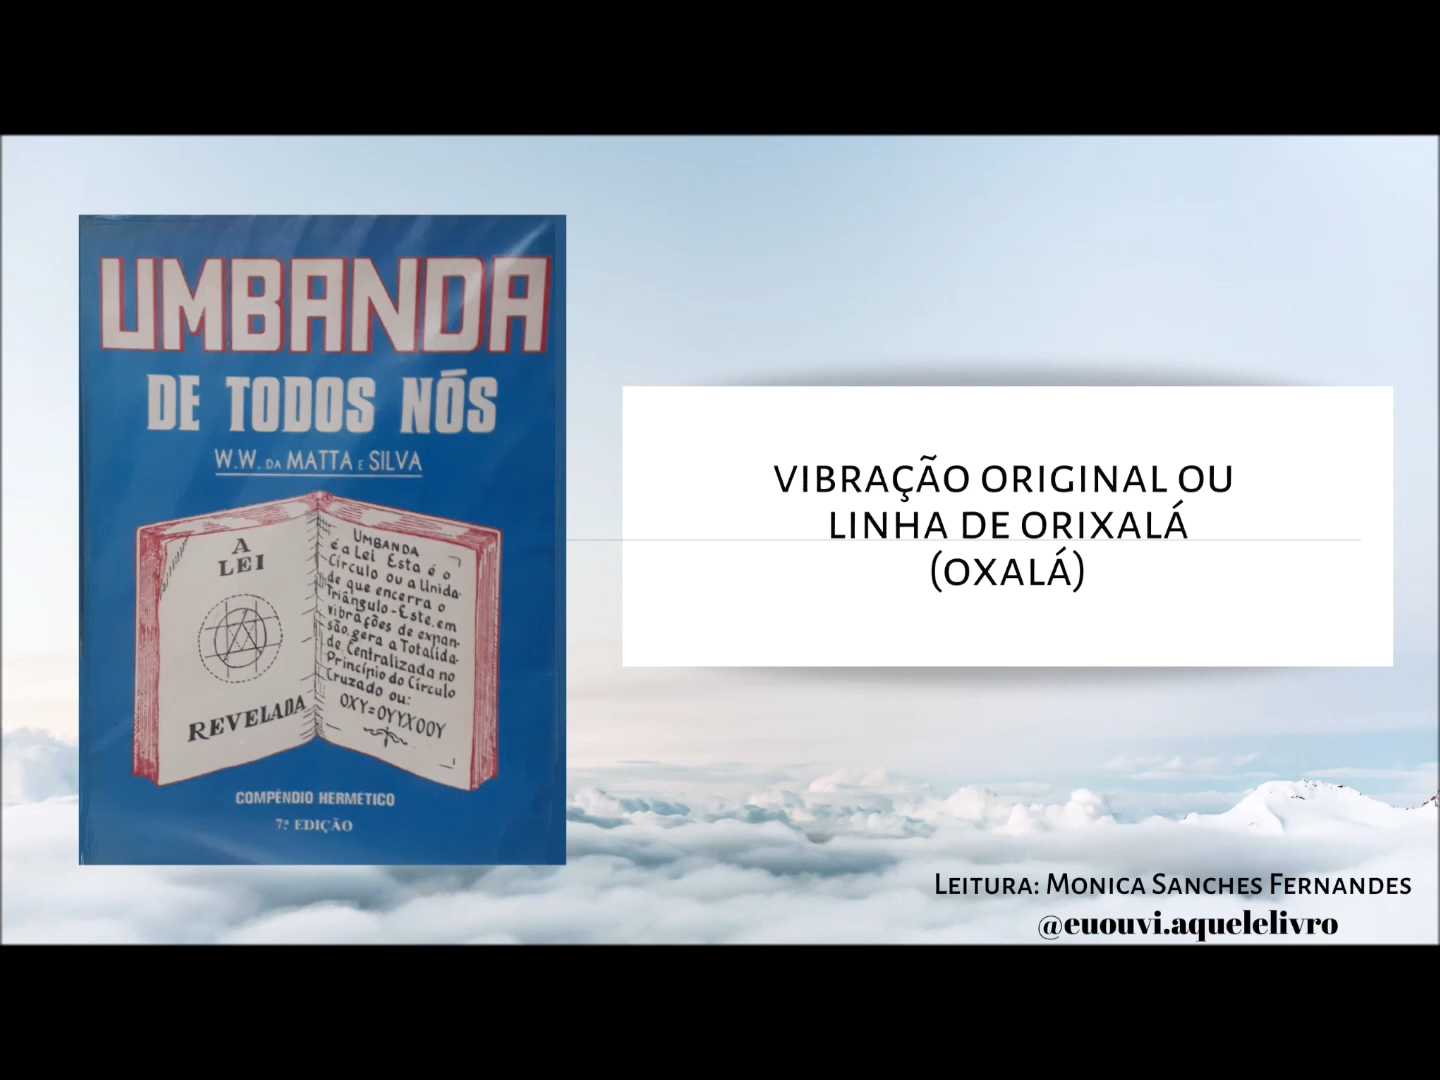 UMBANDA
DE TODOS NÓS
W.W. DA MATTA E SILVA
A
LEI
REVELADA
UMBANDA
é a Lei Esta é o
Círculo ou a Unida-
de que encerra o
Triângulo-Este, em
vibrações de expan-
são, gera a Totalida-
de, Centralizada no
Princípio do Círculo
Cruzado ou:
OXY=OYYXOOY
COMPÊNDIO HERMÉTICO
7ª EDIÇÃO
VIBRAÇÃO ORIGINAL OU
LINHA DE ORIXALÁ
(OXALÁ)
LEITURA: MONICA SANCHES FERNANDES
@euouvi.aquelelivro